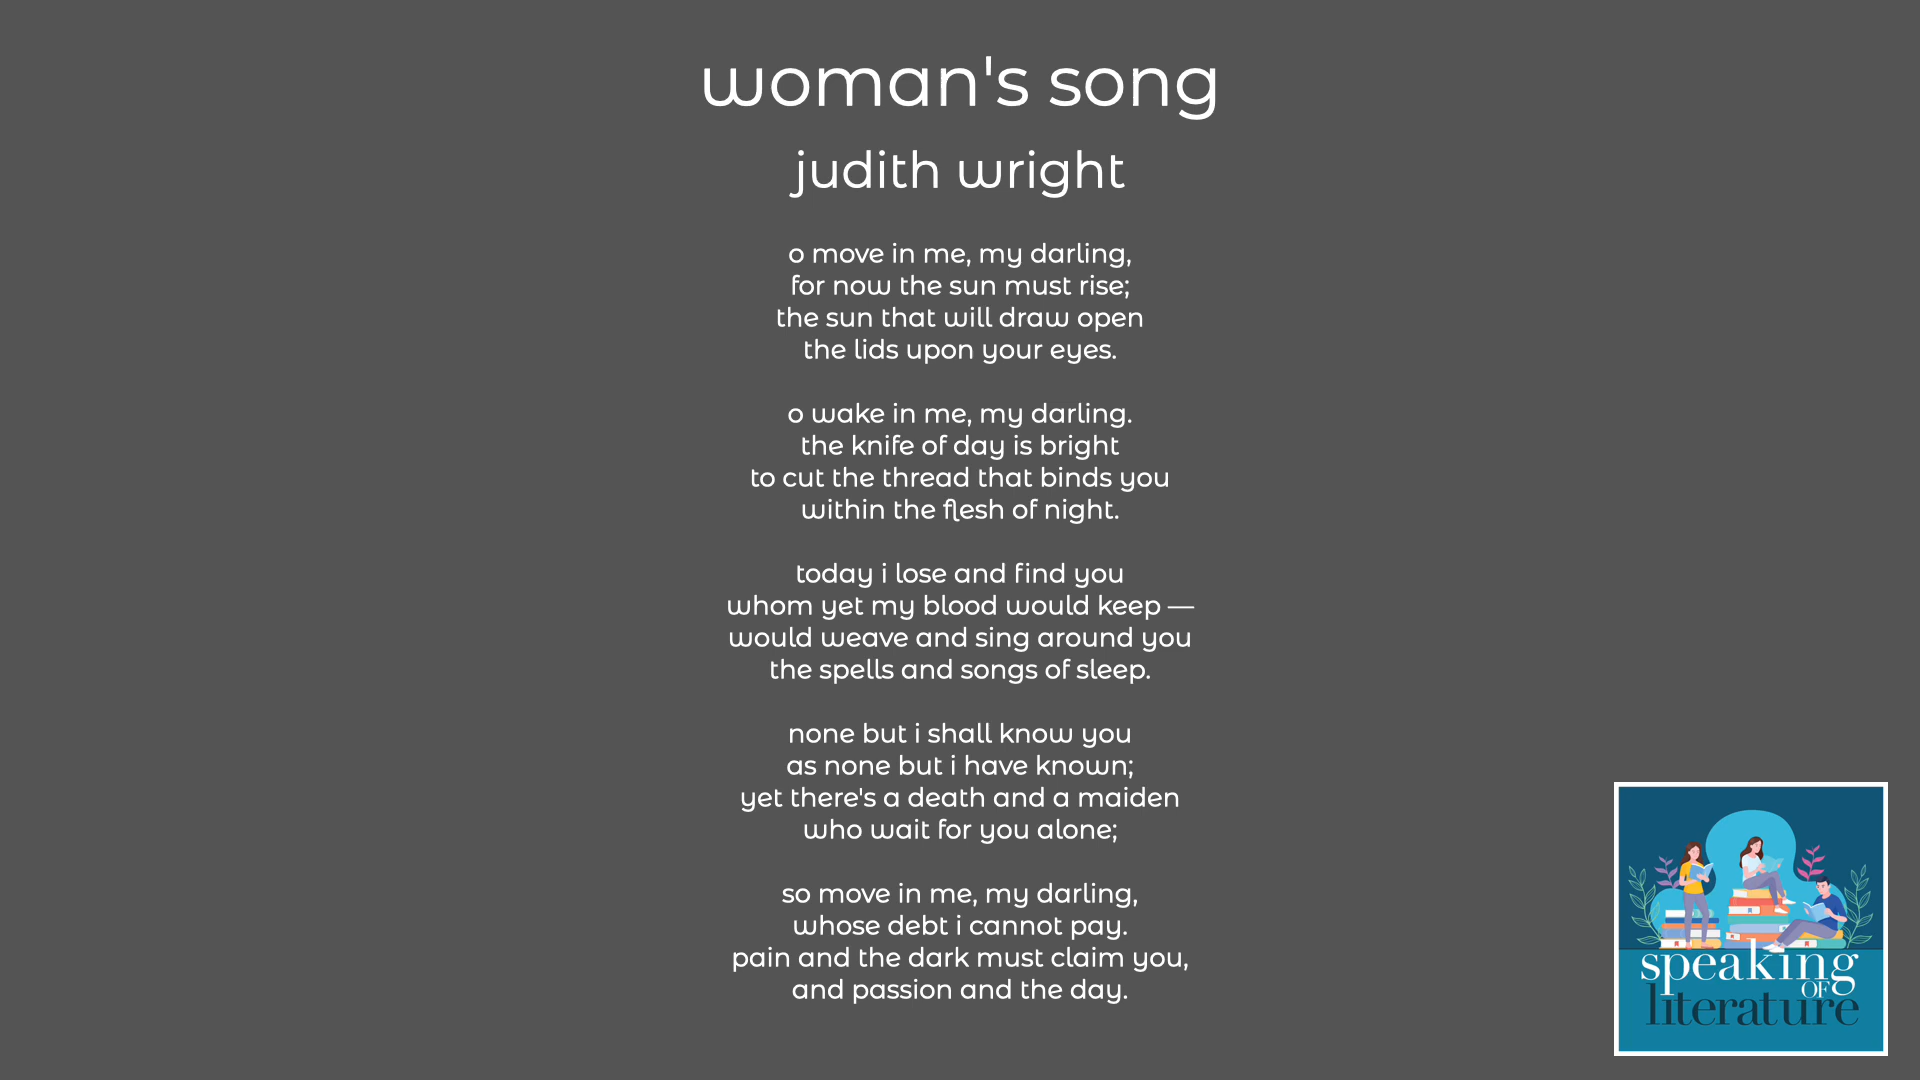 woman's song
judith wright
o move in me, my darling,
for now the sun must rise;
the sun that will draw open
the lids upon your eyes.
o wake in me, my darling.
the knife of day is bright
to cut the thread that binds you
within the flesh of night.
today i lose and find you
whom yet my blood would keep —
would weave and sing around you
the spells and songs of sleep.
none but i shall know you
as none but i have known;
yet there's a death and a maiden
who wait for you alone;
so move in me, my darling,
whose debt i cannot pay.
pain and the dark must claim you,
and passion and the day.
speaking
OF
literature